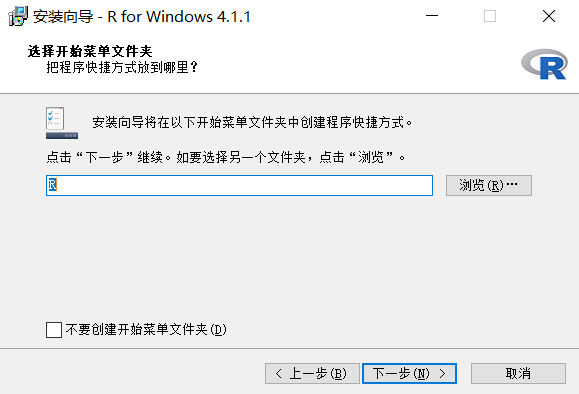 安装向导 - R for Windows 4.1.1
选择开始菜单文件夹
把程序快捷方式放到哪里？
R
安装向导将在以下开始菜单文件夹中创建程序快捷方式。
点击“下一步”继续。如要选择另一个文件夹，点击“浏览”。
R
浏览(R)…
不要创建开始菜单文件夹(D)
< 上一步(B)
下一步(N) >
取消